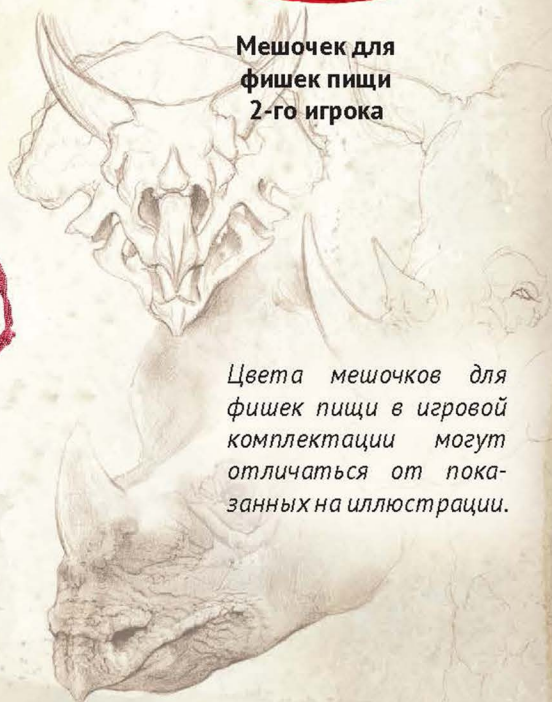 Мешочек для
фишек пищи
2-го игрока
Цвета мешочков для
фишек пищи в игровой
комплектации могут
отличаться от пока-
занных на иллюстрации.